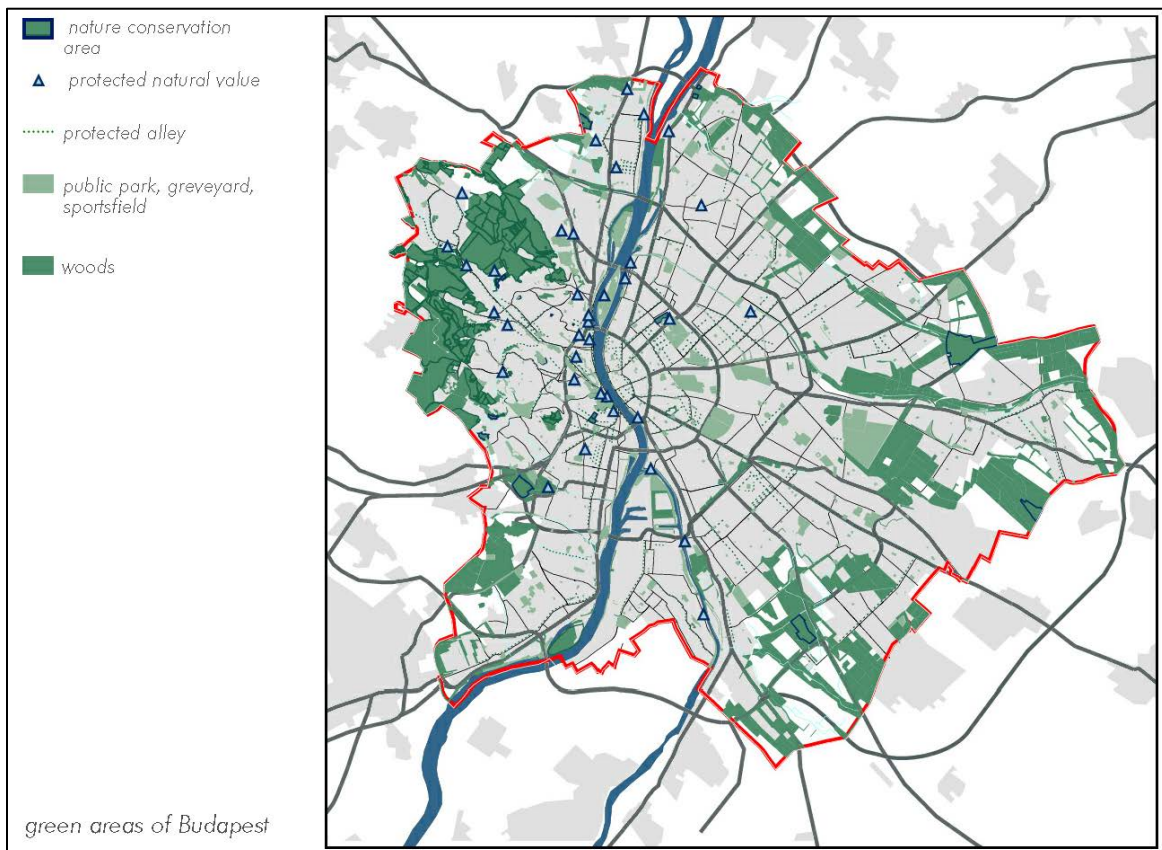 nature conservation
area
protected natural value
protected alley
public park, greveyard,
sportsfield
woods
green areas of Budapest